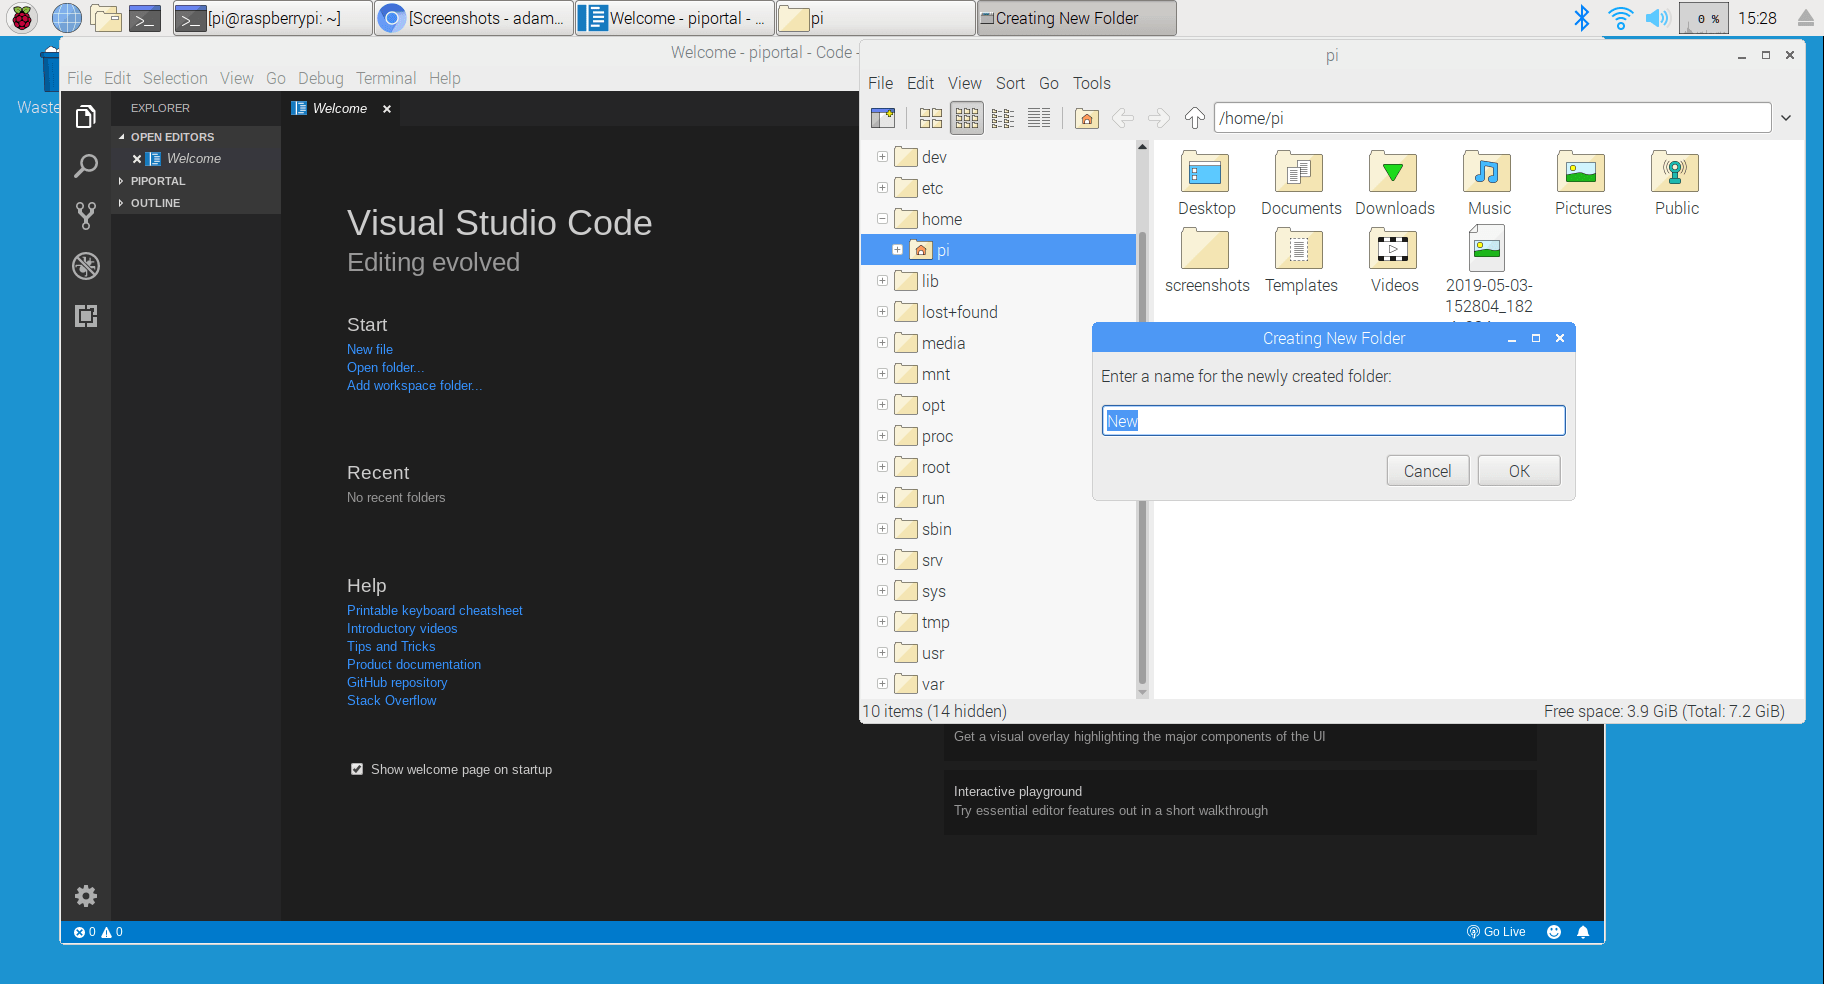 [pi@raspberrypi: ~]
[Screenshots - adam...
Welcome - piportal - ...
pi
Creating New Folder
0 %
15:28
Welcome - piportal - Code -
File Edit Selection View Go Debug Terminal Help
EXPLORER
OPEN EDITORS
Welcome
PIPORTAL
OUTLINE
Welcome
Visual Studio Code
Editing evolved
Start
New file
Open folder...
Add workspace folder...
Recent
No recent folders
Help
Printable keyboard cheatsheet
Introductory videos
Tips and Tricks
Product documentation
GitHub repository
Stack Overflow
Show welcome page on startup
Get a visual overlay highlighting the major components of the UI
Interactive playground
Try essential editor features out in a short walkthrough
0 0
Go Live
pi
File Edit View Sort Go Tools
/home/pi
dev
etc
home
pi
lib
lost+found
media
mnt
opt
proc
root
run
sbin
srv
sys
tmp
usr
var
Desktop
Documents
Downloads
Music
Pictures
Public
screenshots
Templates
Videos
2019-05-03-
152804_182
Creating New Folder
Enter a name for the newly created folder:
New
Cancel
OK
10 items (14 hidden)
Free space: 3.9 GiB (Total: 7.2 GiB)